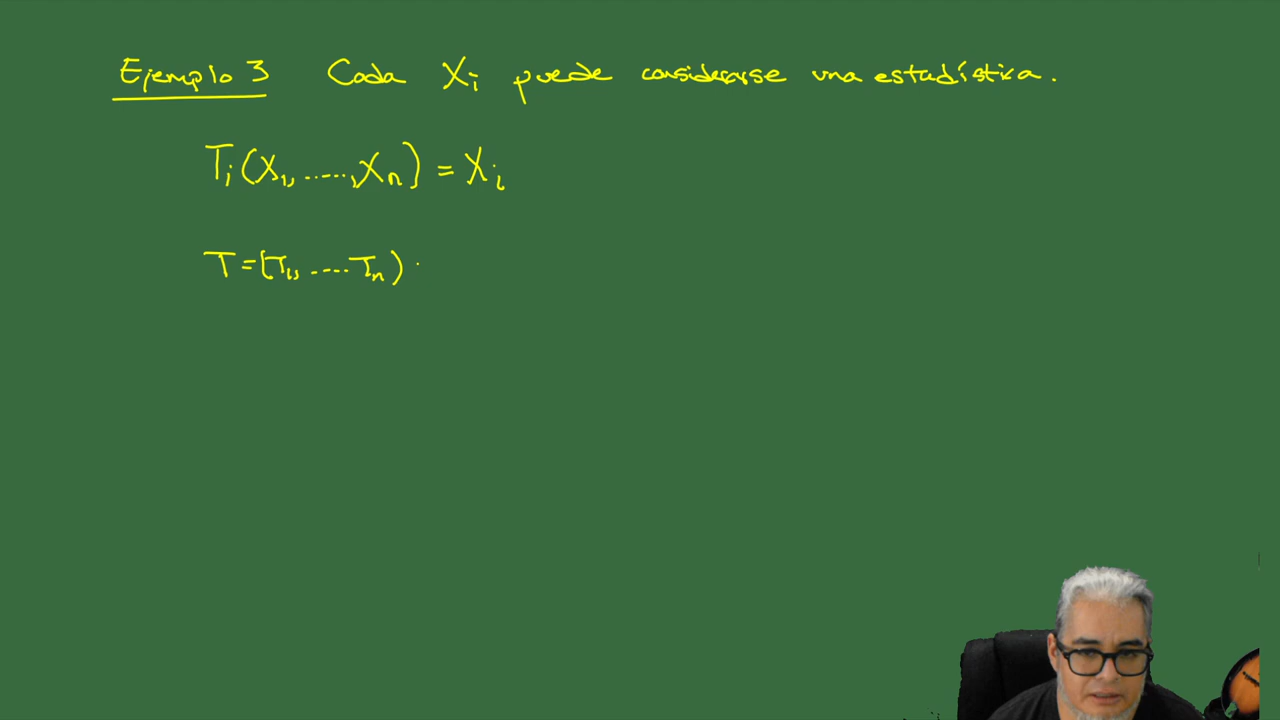 Ejemplo 3 Cada Xi puede considerarse una estadística.
Ti(X1, ....., Xn) = Xi
T = (T1, .... Tn)